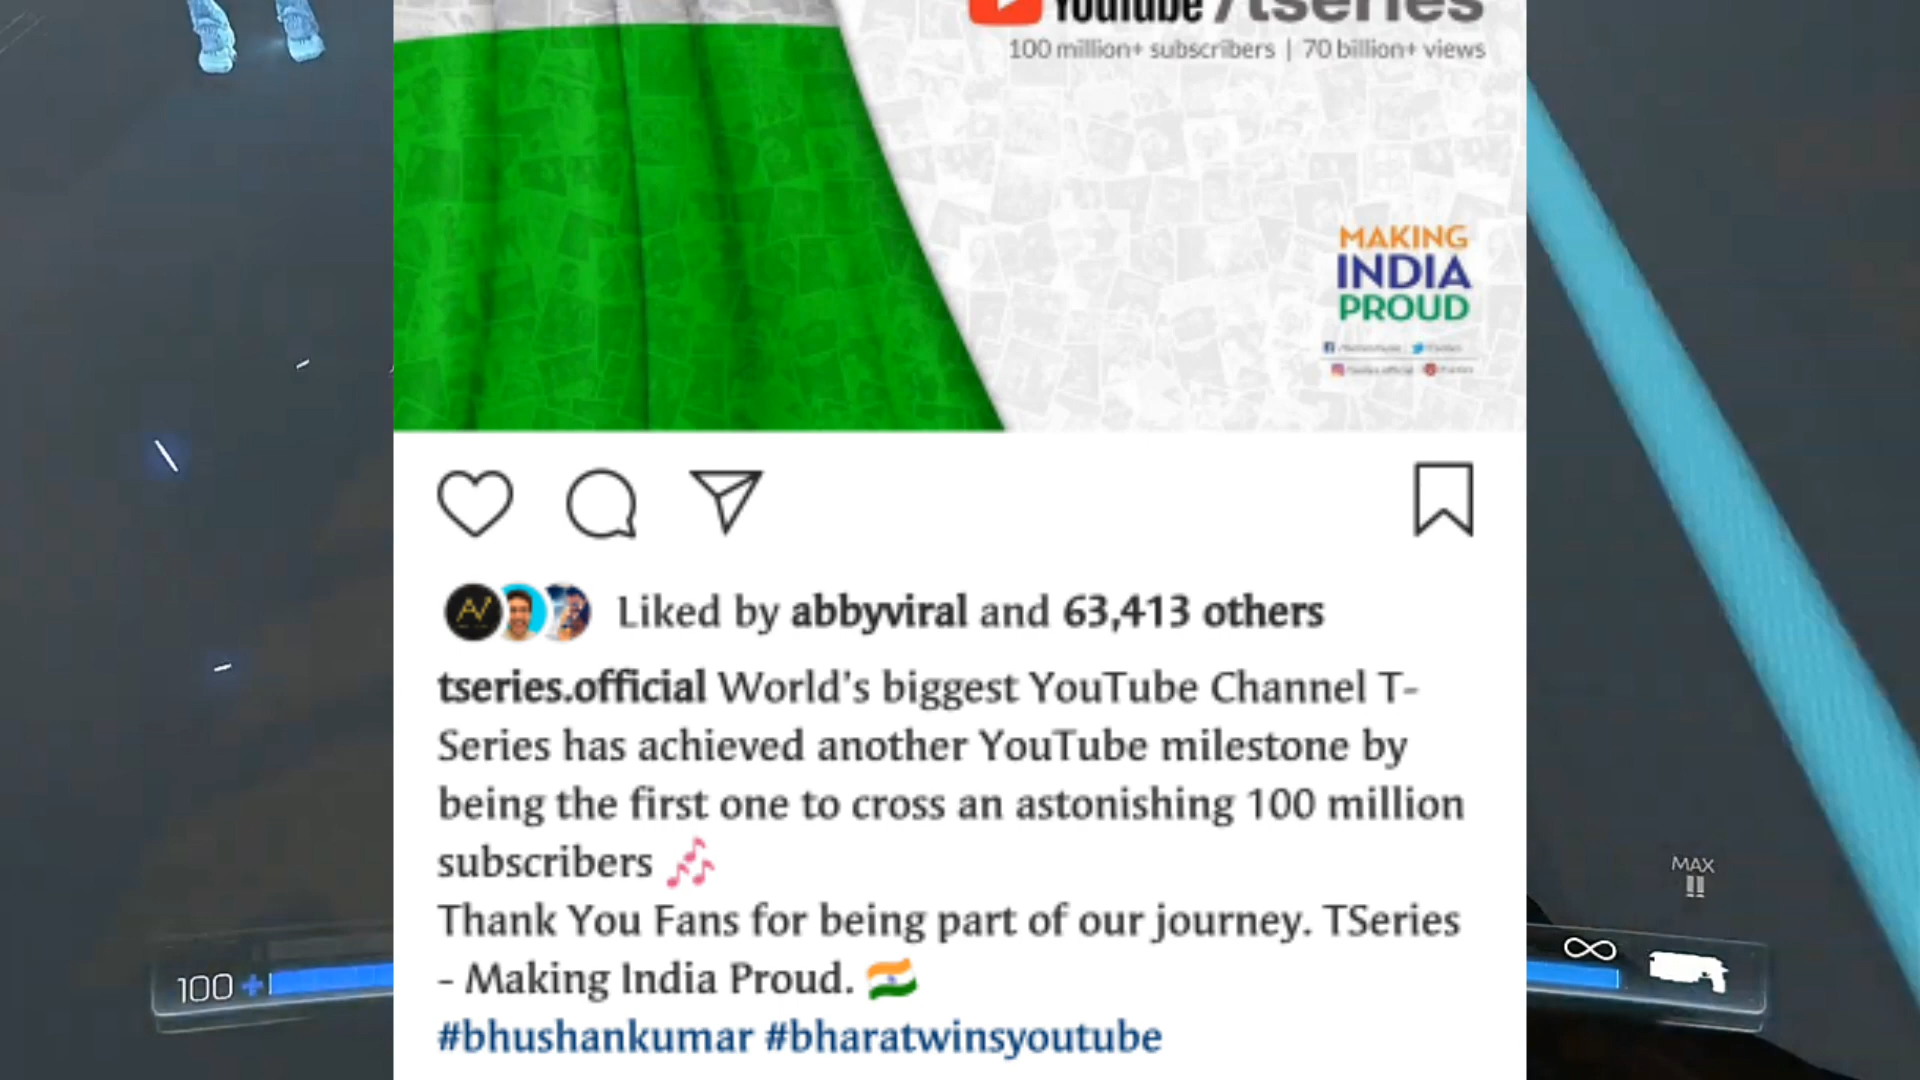 YouTube /tseries
100 million+ subscribers | 70 billion+ views
MAKING
INDIA
PROUD
Liked by abbyviral and 63,413 others
tseries.official World's biggest YouTube Channel T-
Series has achieved another YouTube milestone by
being the first one to cross an astonishing 100 million
subscribers 🎶
Thank You Fans for being part of our journey. TSeries
- Making India Proud. 🇮🇳
#bhushankumar #bharatwinsyoutube
MAX
100 +
∞